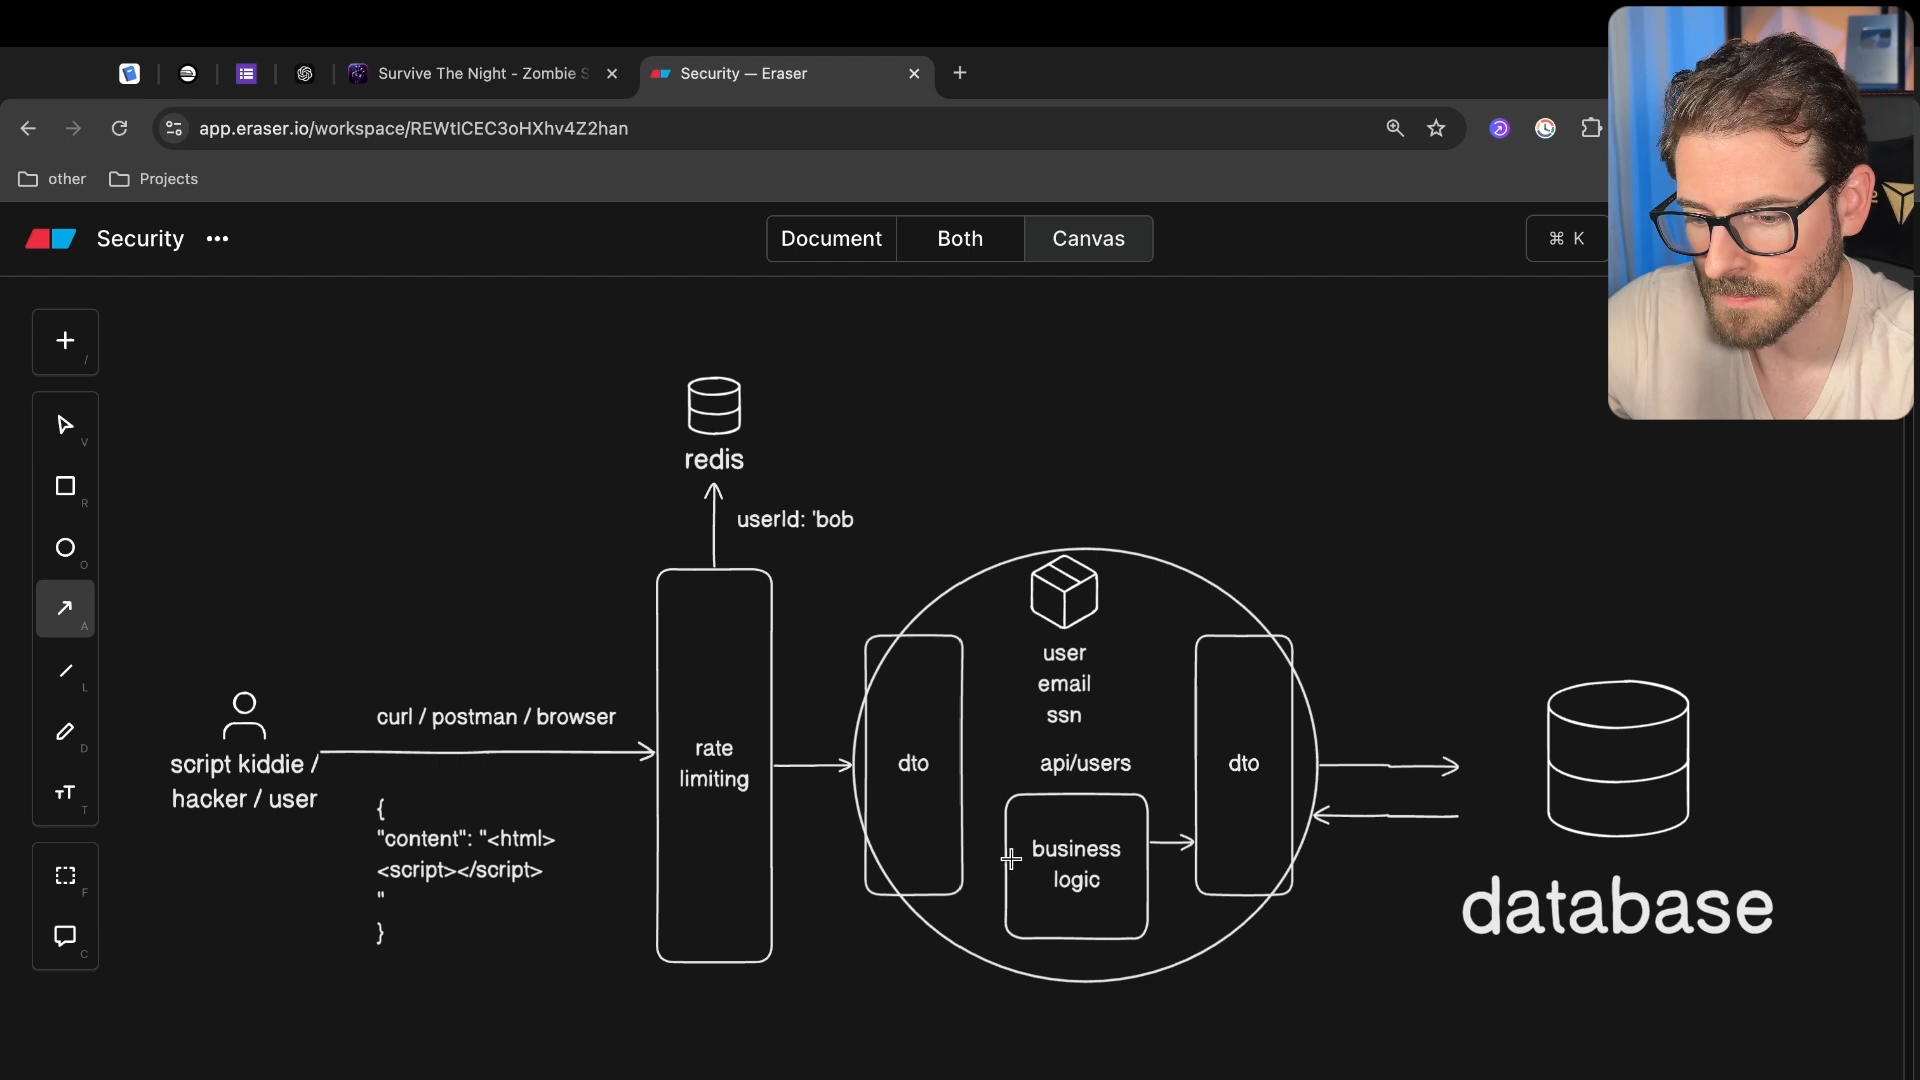 Survive The Night - Zombie S
Security — Eraser
app.eraser.io/workspace/REWtlCEC3oHXhv4Z2han
other
Projects
Security
Document
Both
Canvas
⌘ K
/
V
R
O
A
L
D
T
F
C
redis
userId: 'bob
curl / postman / browser
script kiddie /
hacker / user
{
"content": "<html>
<script></script>
"
}
rate
limiting
dto
user
email
ssn
api/users
business
logic
dto
database